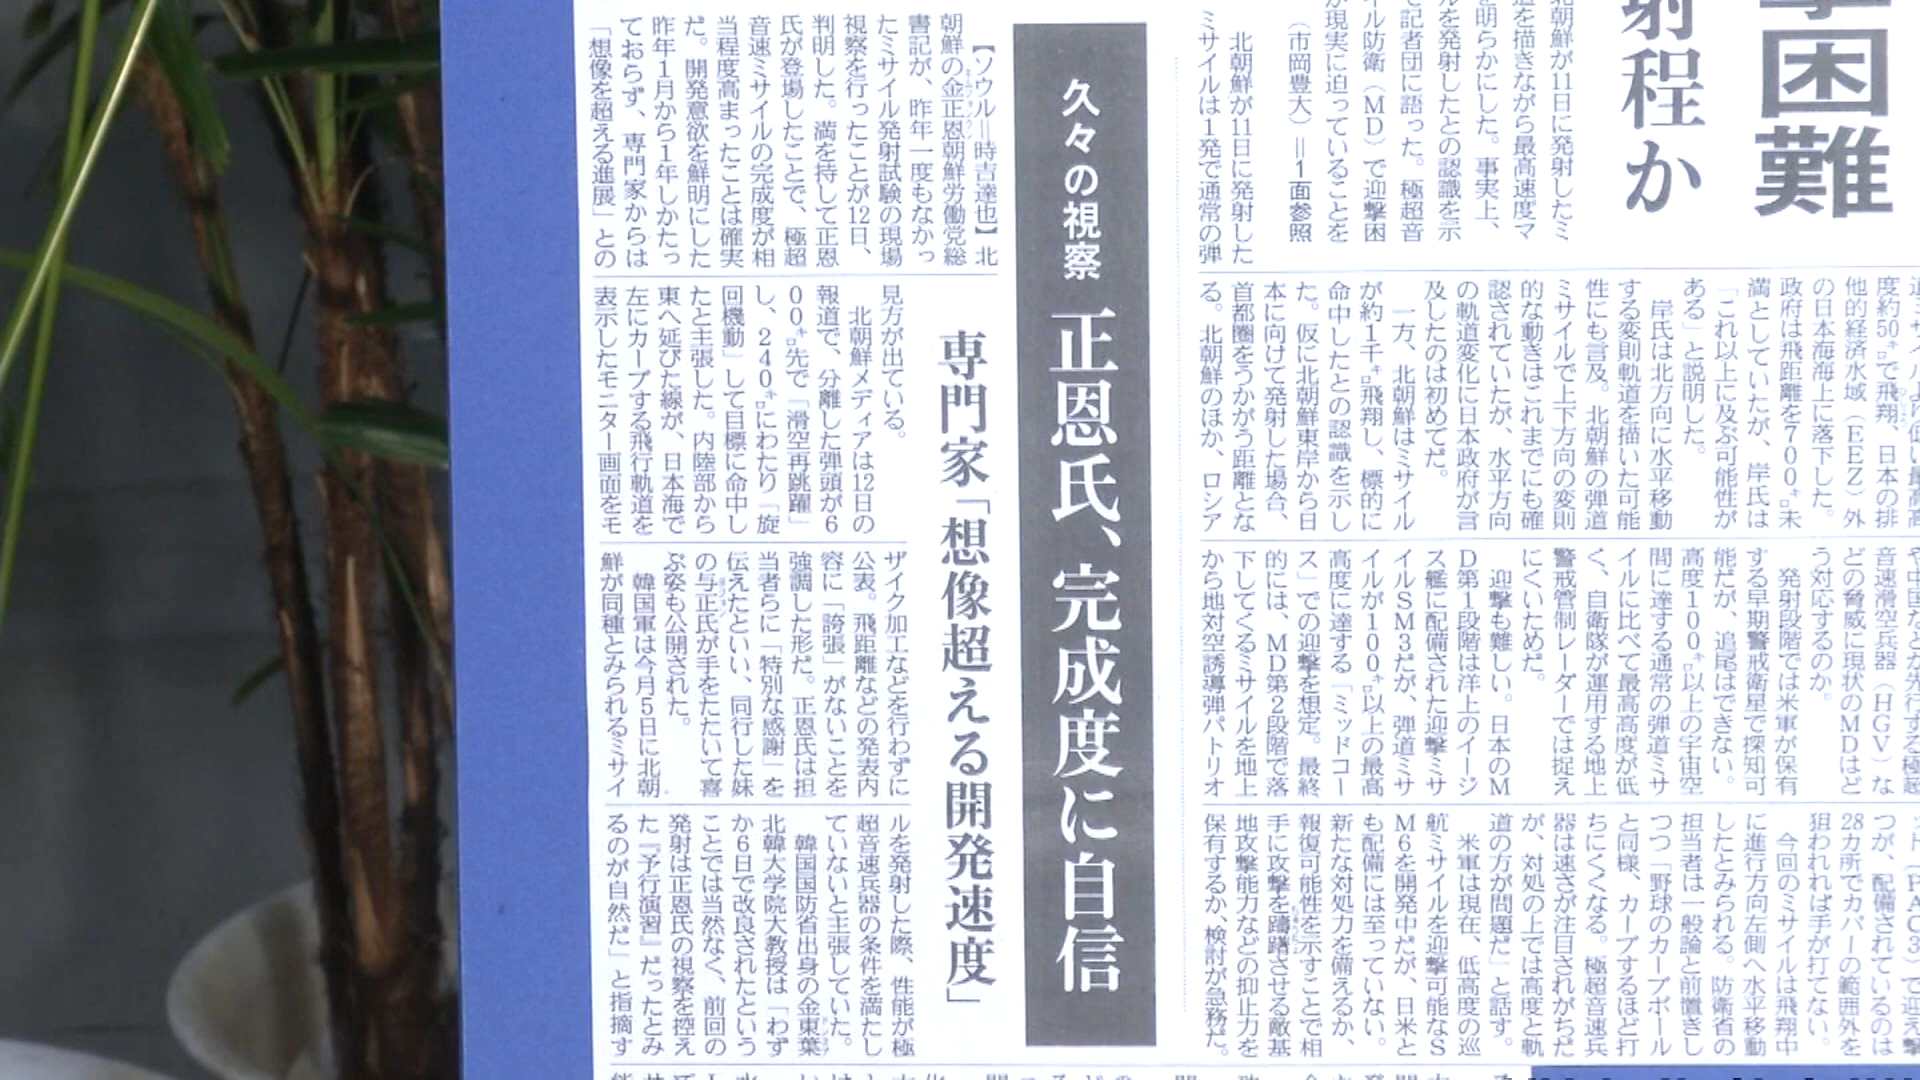 困難
射程か
北朝鮮が11日に発射したミ
を描きながら最高速度マ
明らかにした。事実上、
を発射したとの認識を示
記者団に語った。極超音
イル防衛（MD）で迎撃困
が現実に迫っていることを
（市岡豊大）＝1面参照
北朝鮮が11日に発射した
ミサイルは1発で通常の弾
度約50㌔で飛翔、日本の排
他的経済水域（EEZ）外
の日本海海上に落下した。
政府は飛距離を700㌔未
満としていたが、岸氏は
「これ以上に及ぶ可能性が
ある」と説明した。
岸氏は北方向に水平移動
する変則軌道を描いた可能
性にも言及。北朝鮮の弾道
ミサイルで上下方向の変則
的な動きはこれまでにも確
認されていたが、水平方向
の軌道変化に日本政府が言
及したのは初めてだ。
一方、北朝鮮はミサイル
が約1千㌔飛翔し、標的に
命中したとの認識を示し
た。仮に北朝鮮東岸から日
本に向けて発射した場合、
首都圏をうかがう距離とな
る。北朝鮮のほか、ロシア
や中国などが先行する極超
音速滑空兵器（HGV）な
どの脅威に現状のMDはど
う対応するのか。
発射段階では米軍が保有
する早期警戒衛星で探知可
能だが、追尾はできない。
高度100㌔以上の宇宙空
間に達する通常の弾道ミサ
イルに比べて最高高度が低
く、自衛隊が運用する地上
警戒管制レーダーでは捉え
にくいためだ。
迎撃も難しい。日本のM
D第1段階は洋上のイージ
ス艦に配備された迎撃ミサ
イルSM3だが、弾道ミサ
イルが100㌔以上の最高
高度に達する「ミッドコー
ス」での迎撃を想定。最終
的には、MD第2段階で落
下してくるミサイルを地上
から地対空誘導弾パトリオ
ット（PAC3）で迎撃
つが、配備されているのは
28カ所でカバーの範囲外を
狙われれば手が打てない。
今回のミサイルは飛翔中
に進行方向左側へ水平移動
したとみられる。防衛省の
担当者は一般論と前置きし
つつ「野球のカーブボール
と同様、カーブするほど打
ちにくくなる。極超音速兵
器は速さが注目されがちだ
が、対処の上では高度と軌
道の方が問題だ」と話す。
米軍は現在、低高度の巡
航ミサイルを迎撃可能なS
M6を開発中だが、日米と
も配備には至っていない。
新たな対処力を備えるか、
報復可能性を示すことで相
手に攻撃を躊躇させる敵基
地攻撃能力などの抑止力を
保有するか、検討が急務だ。
久々の視察 正恩氏、完成度に自信
専門家「想像超える開発速度」
【ソウル＝時吉達也】北
朝鮮の金正恩朝鮮労働党総
書記が、昨年一度もなかっ
たミサイル発射試験の現場
視察を行ったことが12日、
判明した。満を持して正恩
氏が登場したことで、極超
音速ミサイルの完成度が相
当程度高まったことは確実
だ。開発意欲を鮮明にした
昨年1月から1年しかたっ
ておらず、専門家からは
「想像を超える進展」との
見方が出ている。
北朝鮮メディアは12日の
報道で、分離した弾頭が6
00㌔先で「滑空再跳躍」
し、240㌔にわたり「旋
回機動」して目標に命中し
たと主張した。内陸部から
東へ延びた線が、日本海で
左にカーブする飛行軌道を
表示したモニター画面をモ
ザイク加工などを行わずに
公表。飛距離などの発表内
容に「誇張」がないことを
強調した形だ。正恩氏は担
当者らに「特別な感謝」を
伝えたといい、同行した妹
の与正氏が手をたたいて喜
ぶ姿も公開された。
韓国軍は今月5日に北朝
鮮が同種とみられるミサイ
ルを発射した際、性能が極
超音速兵器の条件を満たし
ていないと主張していた。
韓国国防省出身の金東葉
北韓大学院大教授は「わず
か6日で改良されたという
ことでは当然なく、前回の
発射は正恩氏の視察を控え
た『予行演習』だったとみ
るのが自然だ」と指摘す